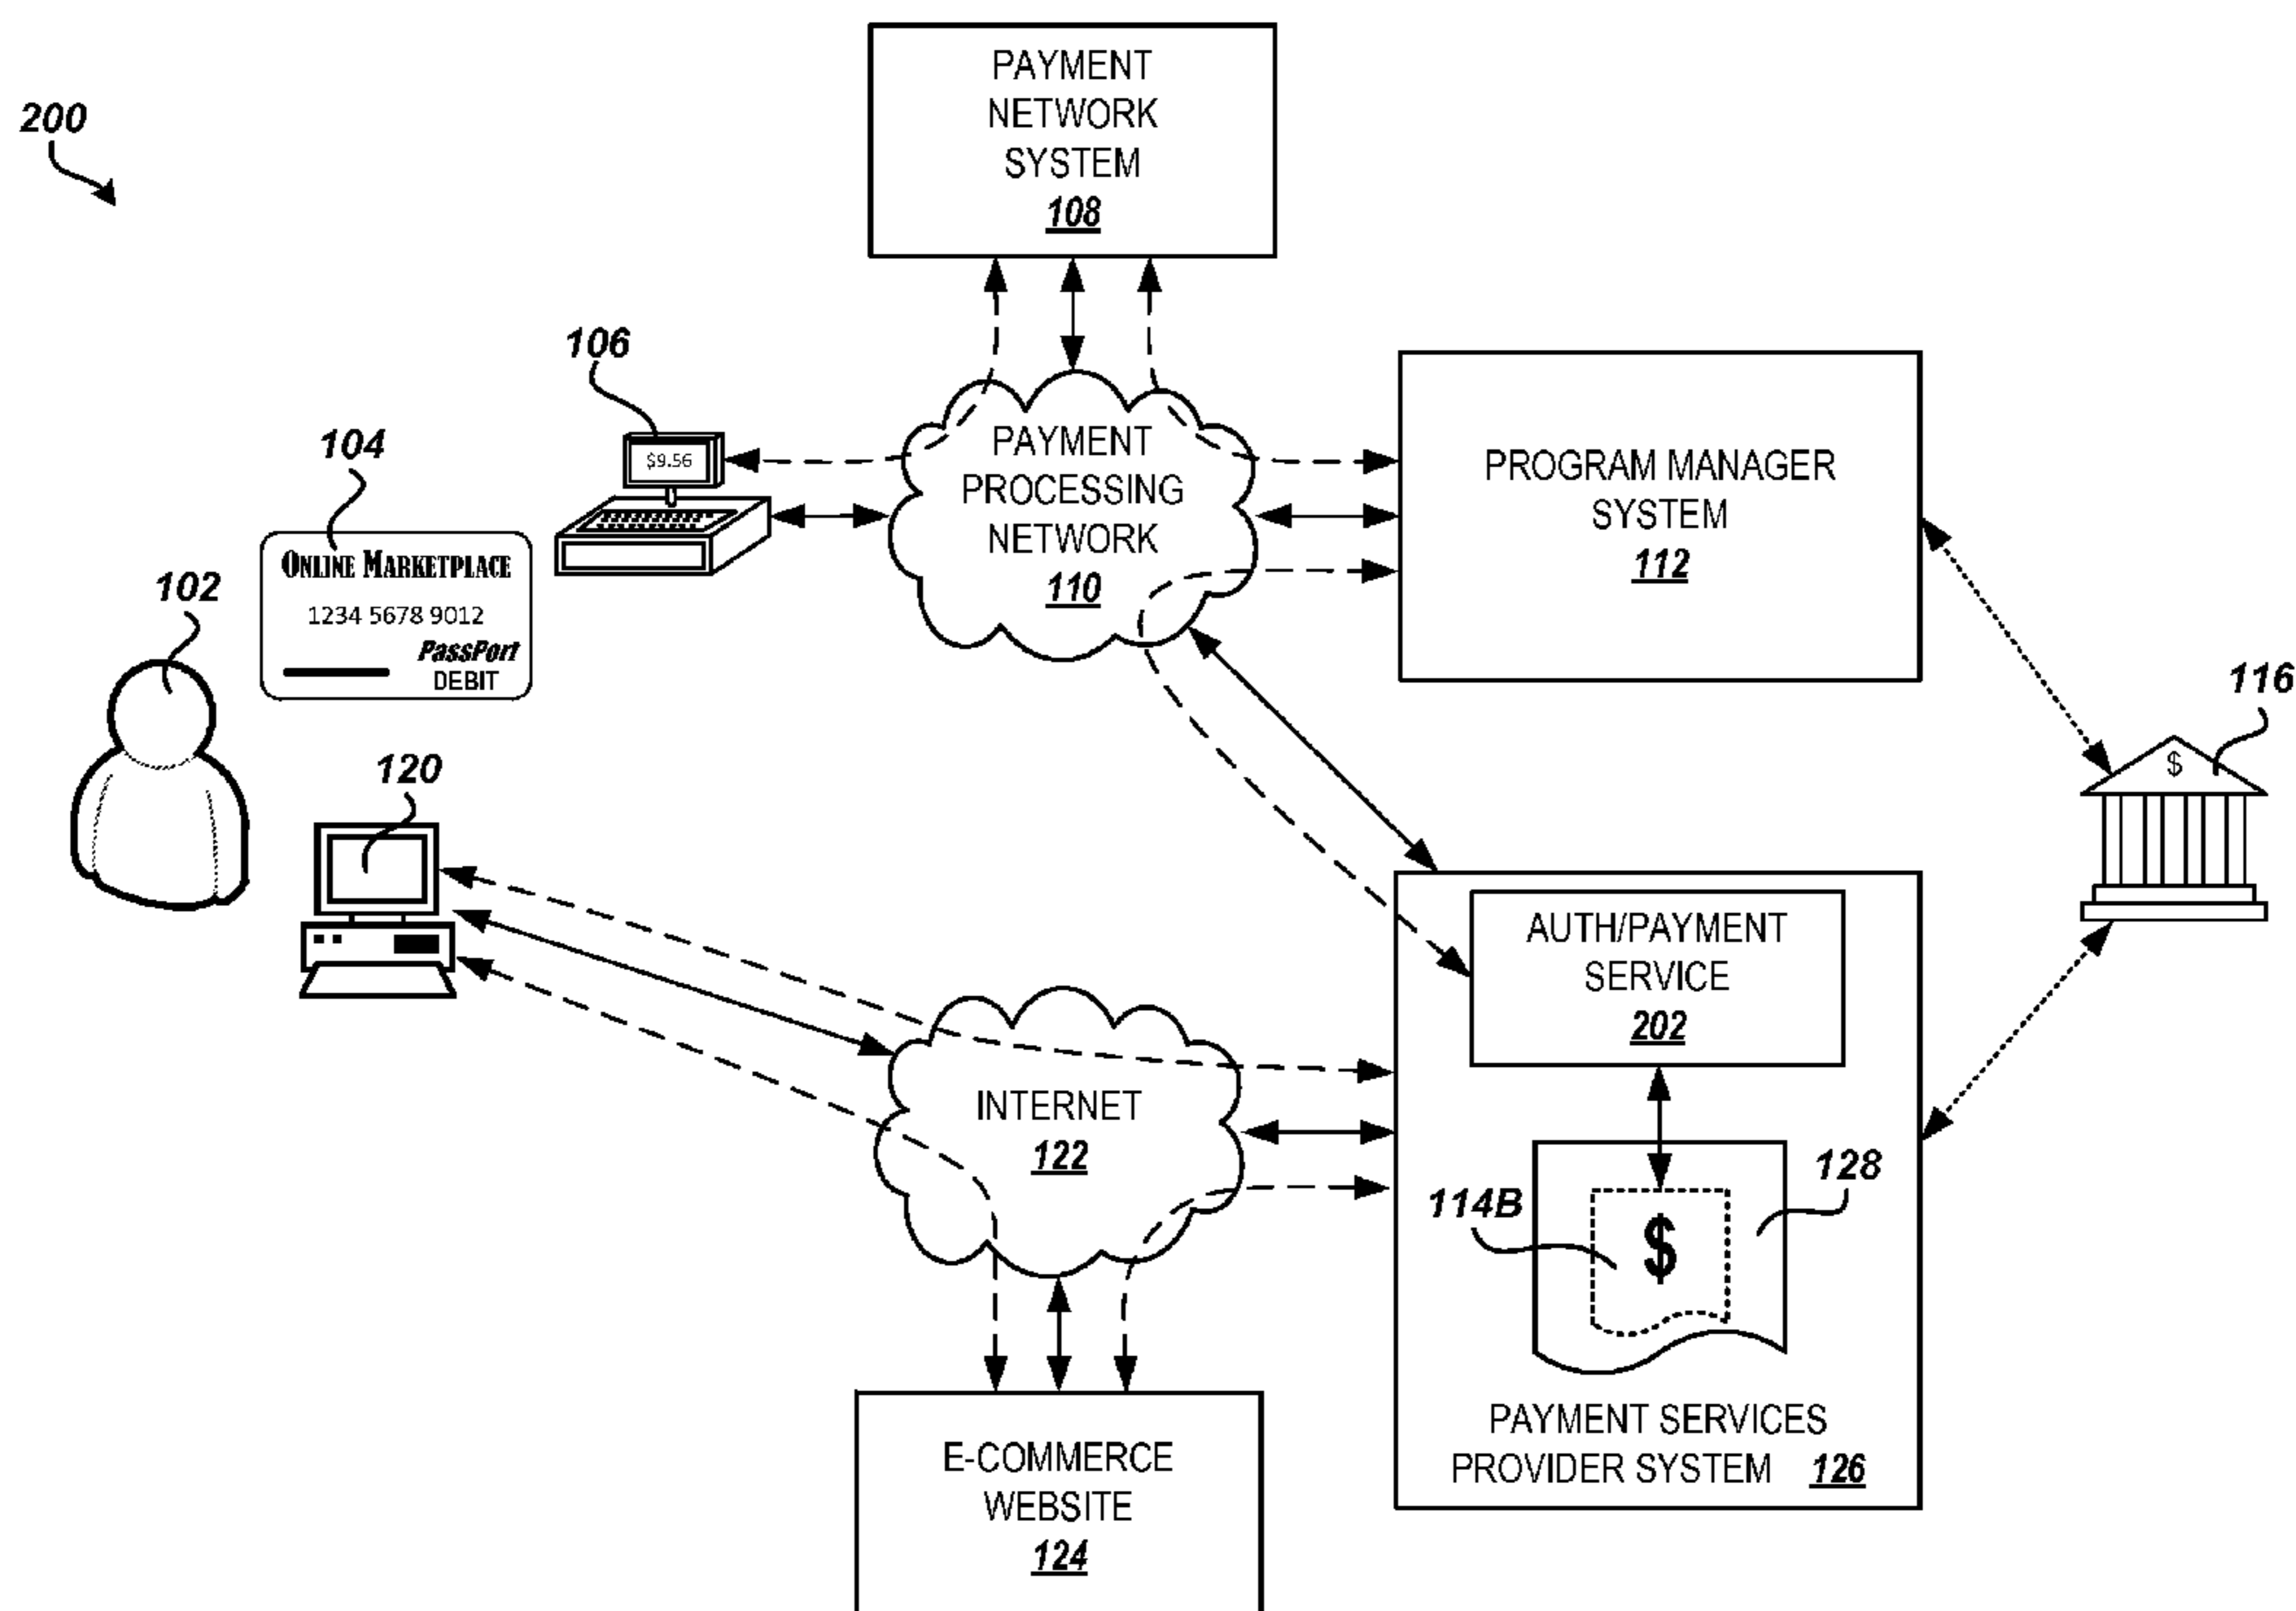 200
PAYMENT
NETWORK
SYSTEM
108
106
$9.56
104
ONLINE MARKETPLACE
1234 5678 9012
PassPort
DEBIT
102
PAYMENT
PROCESSING
NETWORK
110
PROGRAM MANAGER
SYSTEM
112
116
$
120
AUTH/PAYMENT
SERVICE
202
INTERNET
122
128
114B
$
PAYMENT SERVICES
PROVIDER SYSTEM 126
E-COMMERCE
WEBSITE
124